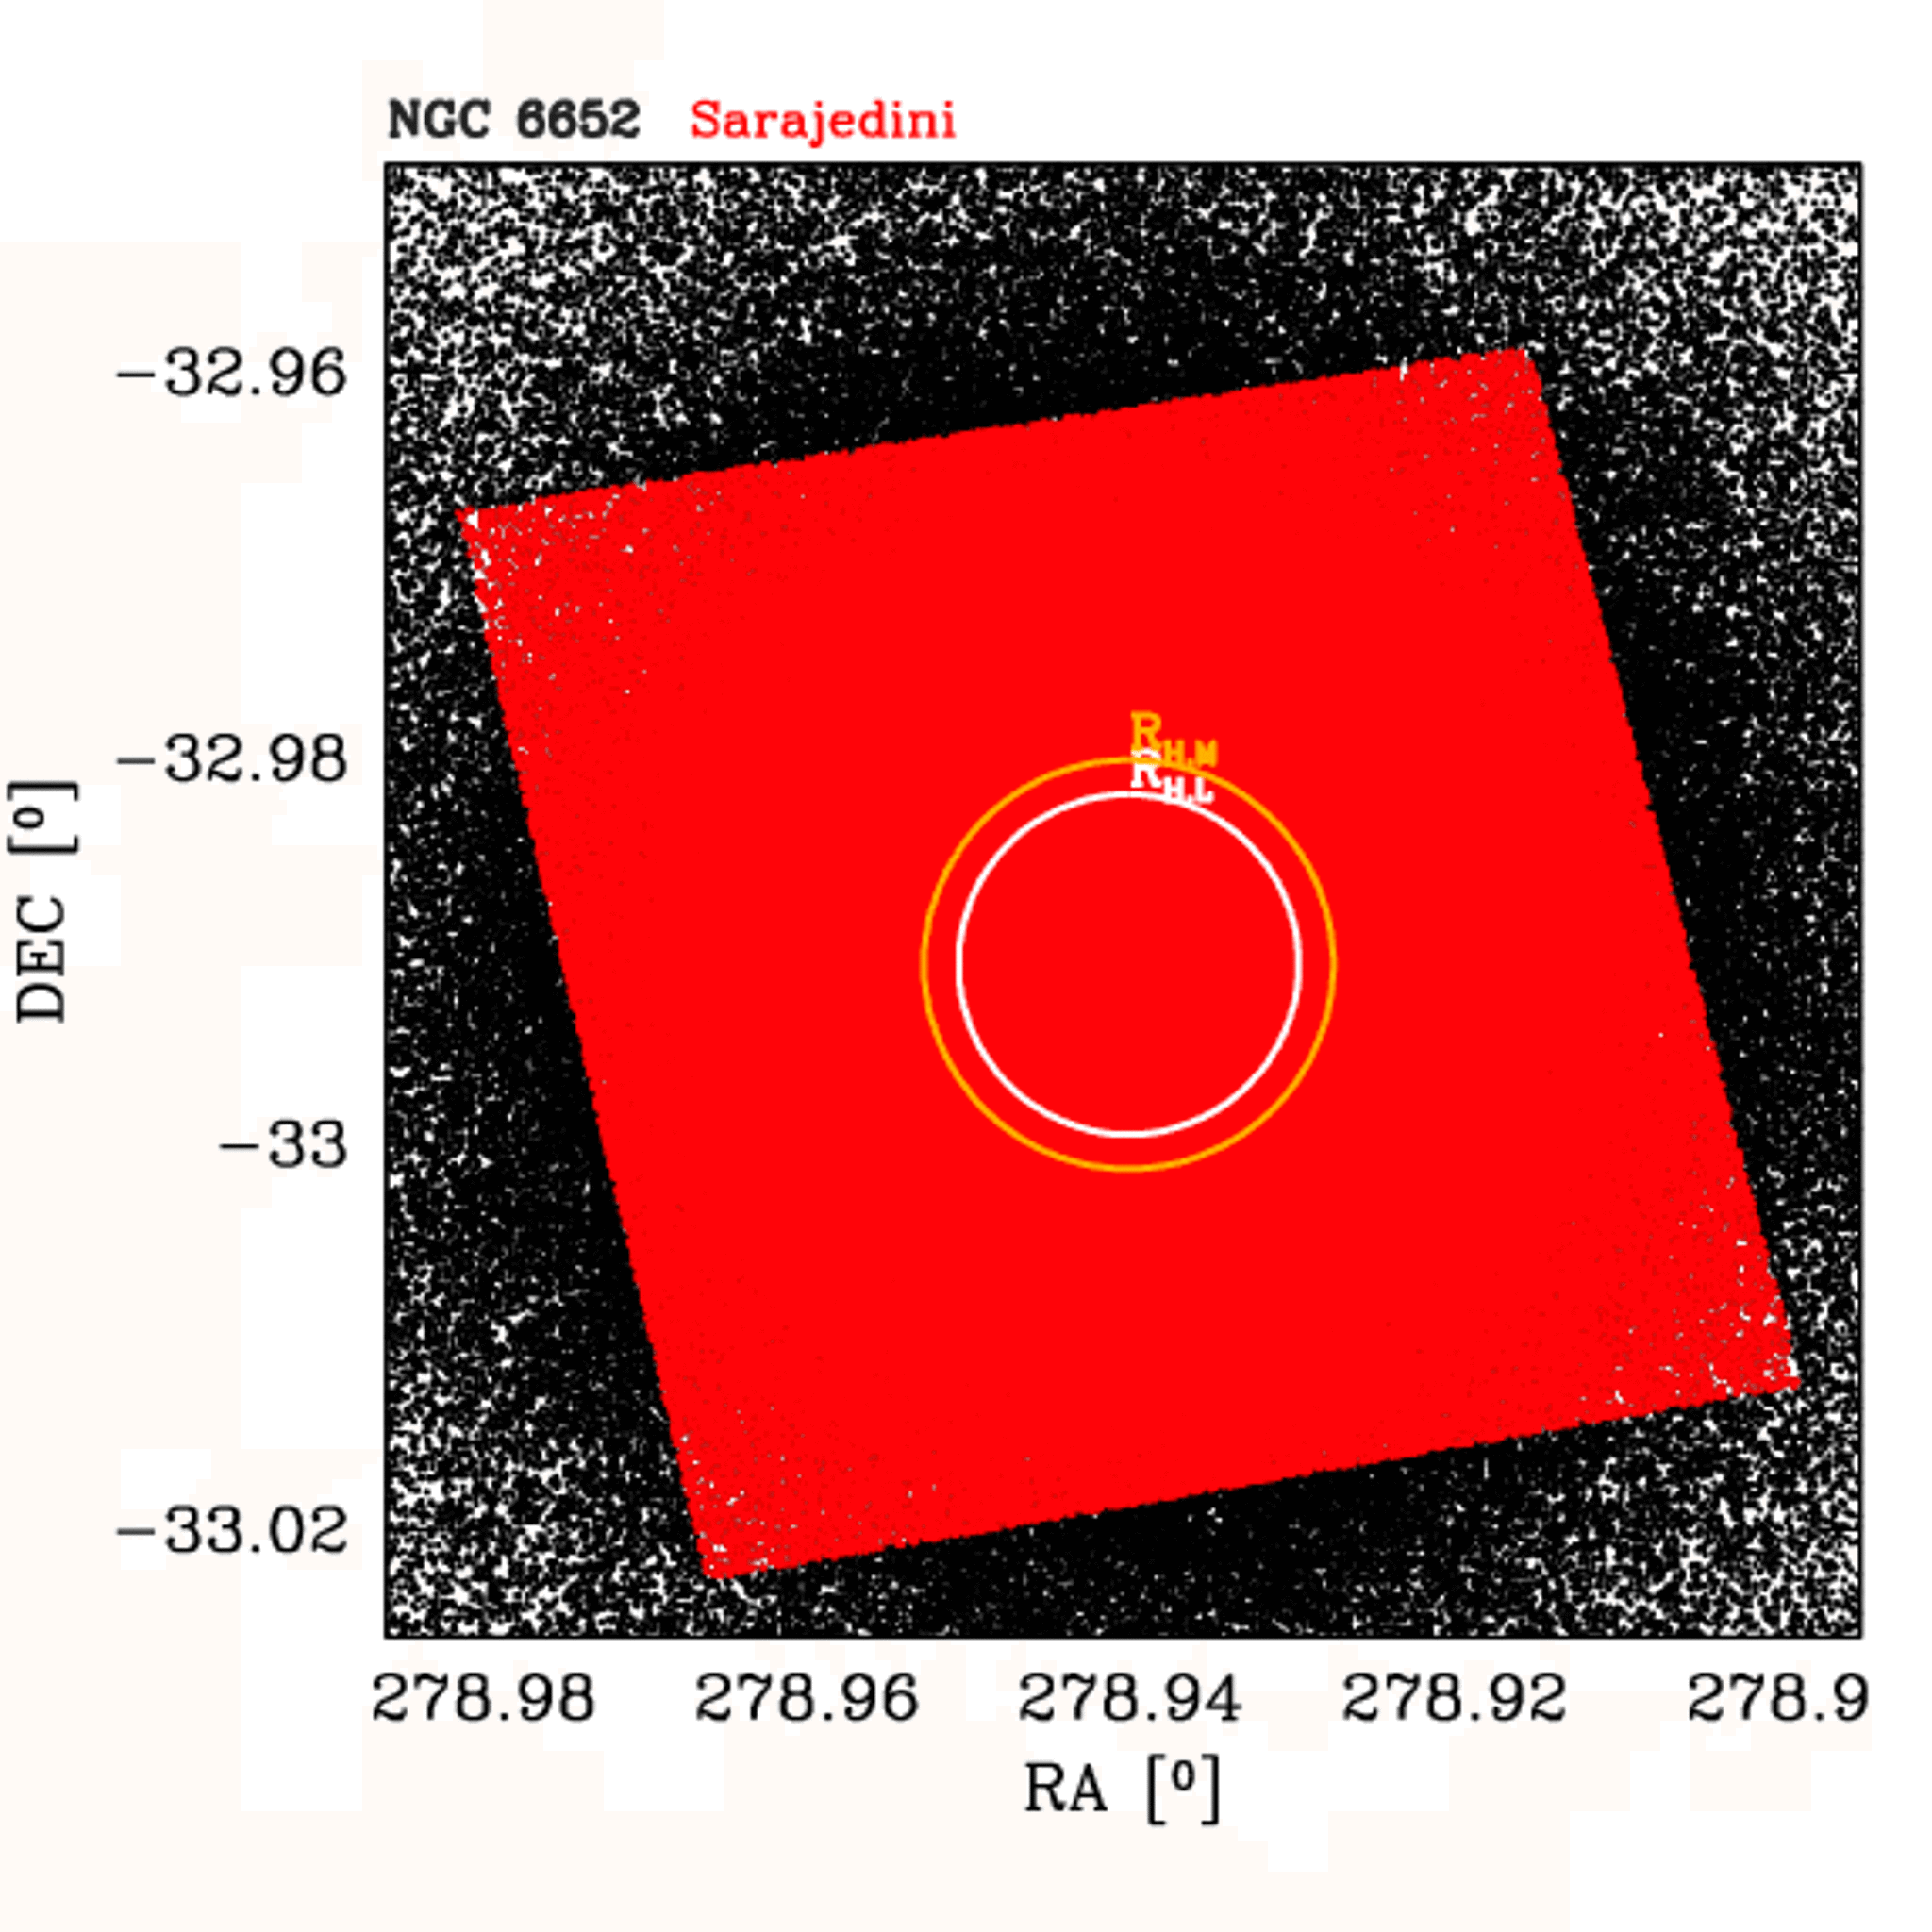 NGC 6652 Sarajedini
-32.96
-32.98
-33
-33.02
DEC [º]
R H,M
R H,L
278.98 278.96 278.94 278.92 278.9
RA [º]